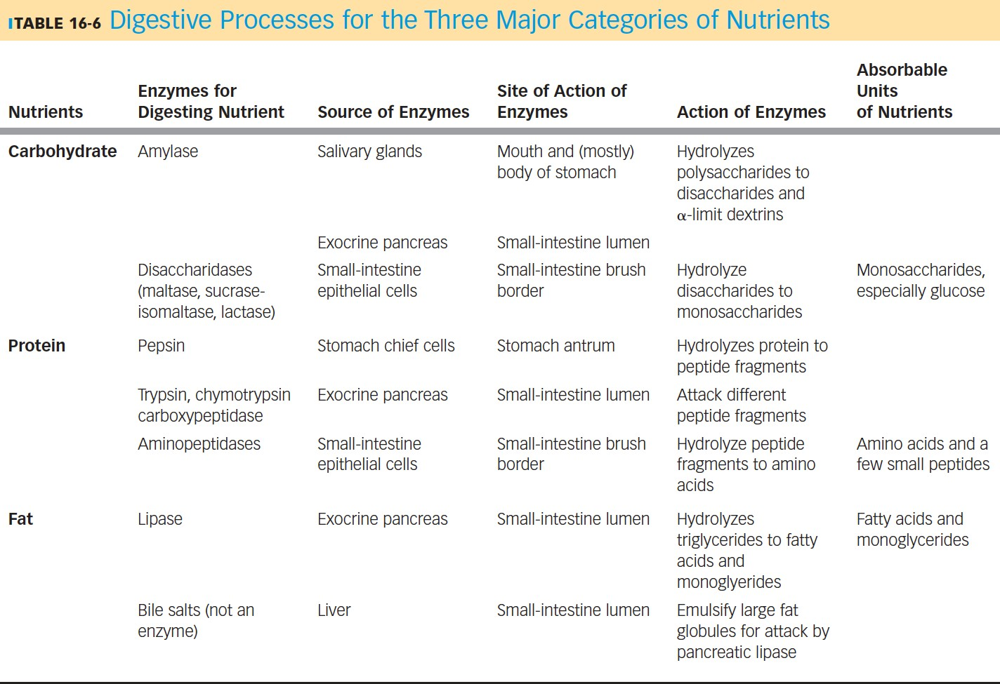 TABLE 16-6 Digestive Processes for the Three Major Categories of Nutrients
Nutrients
Enzymes for
Digesting Nutrient
Source of Enzymes
Site of Action of
Enzymes
Action of Enzymes
Absorbable
Units
of Nutrients
Carbohydrate
Amylase
Salivary glands
Mouth and (mostly)
body of stomach
Hydrolyzes
polysaccharides to
disaccharides and
α-limit dextrins
Exocrine pancreas
Small-intestine lumen
Disaccharidases
(maltase, sucrase-
isomaltase, lactase)
Small-intestine
epithelial cells
Small-intestine brush
border
Hydrolyze
disaccharides to
monosaccharides
Monosaccharides,
especially glucose
Protein
Pepsin
Stomach chief cells
Stomach antrum
Hydrolyzes protein to
peptide fragments
Trypsin, chymotrypsin
carboxypeptidase
Exocrine pancreas
Small-intestine lumen
Attack different
peptide fragments
Aminopeptidases
Small-intestine
epithelial cells
Small-intestine brush
border
Hydrolyze peptide
fragments to amino
acids
Amino acids and a
few small peptides
Fat
Lipase
Exocrine pancreas
Small-intestine lumen
Hydrolyzes
triglycerides to fatty
acids and
monoglyerides
Fatty acids and
monoglycerides
Bile salts (not an
enzyme)
Liver
Small-intestine lumen
Emulsify large fat
globules for attack by
pancreatic lipase